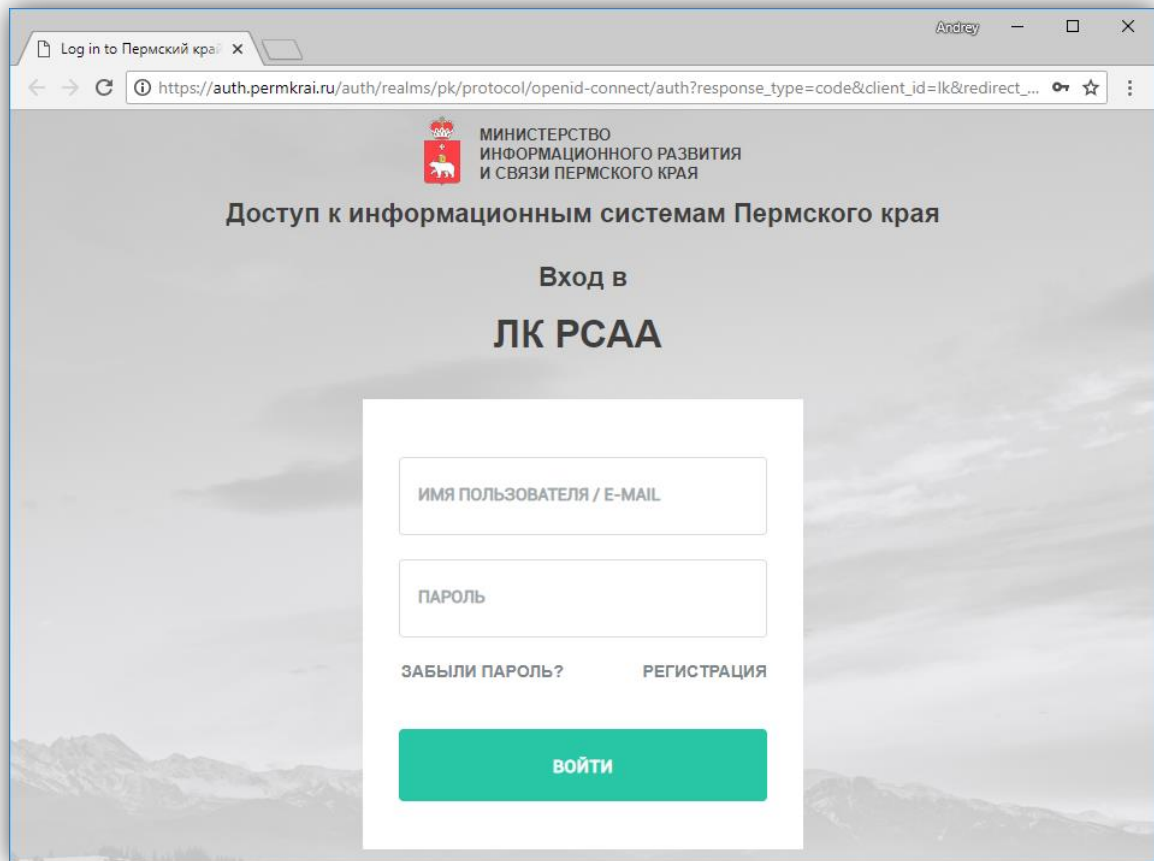 Andrey
Log in to Пермский край
https://auth.permkrai.ru/auth/realms/pk/protocol/openid-connect/auth?response_type=code&client_id=lk&redirect_...
МИНИСТЕРСТВО
ИНФОРМАЦИОННОГО РАЗВИТИЯ
И СВЯЗИ ПЕРМСКОГО КРАЯ
Доступ к информационным системам Пермского края
Вход в
ЛК РСАА
ИМЯ ПОЛЬЗОВАТЕЛЯ / E-MAIL
ПАРОЛЬ
ЗАБЫЛИ ПАРОЛЬ? РЕГИСТРАЦИЯ
ВОЙТИ